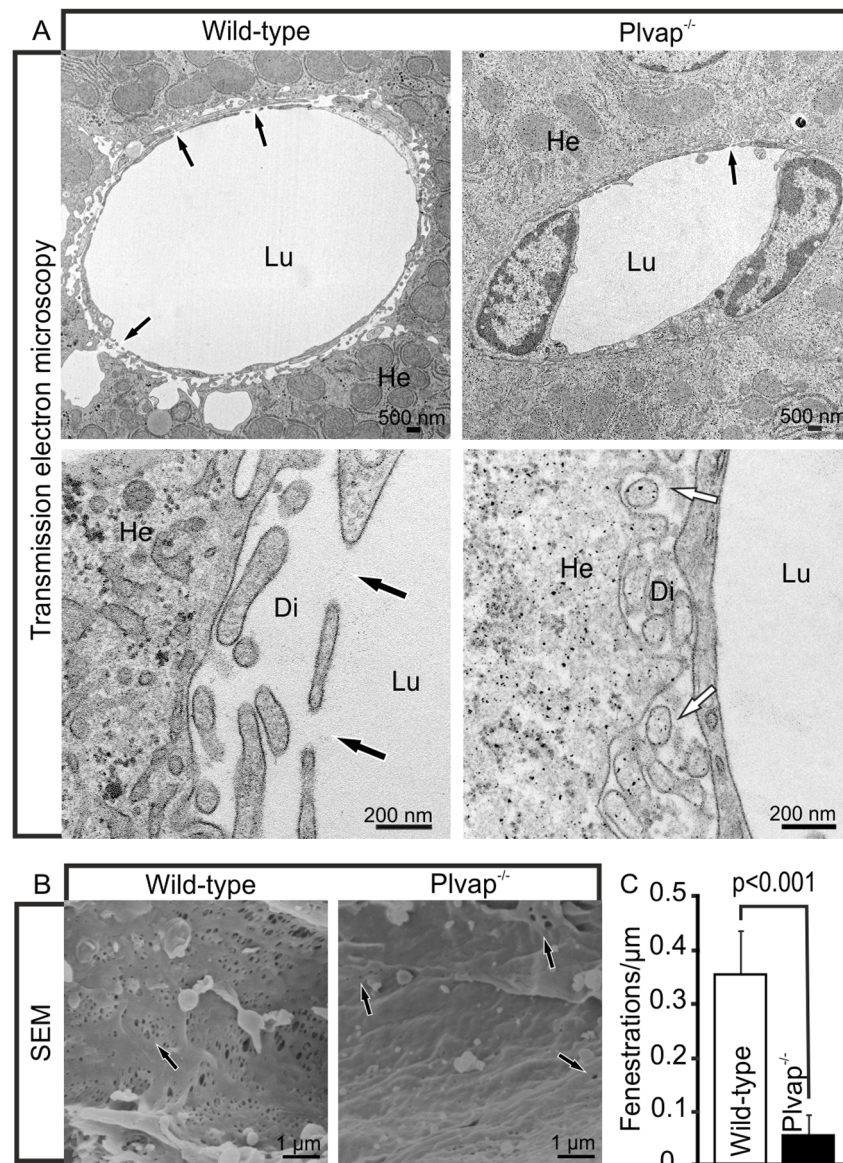 A
Wild-type
Plvap-/-
Transmission electron microscopy
Lu
He
500 nm
He
Lu
500 nm
He
Di
Lu
200 nm
He
Di
Lu
200 nm
B
Wild-type
Plvap-/-
SEM
1 µm
1 µm
C
p<0.001
Fenestrations/µm
0.5
0.4
0.3
0.2
0.1
0
Wild-type
Plvap-/-